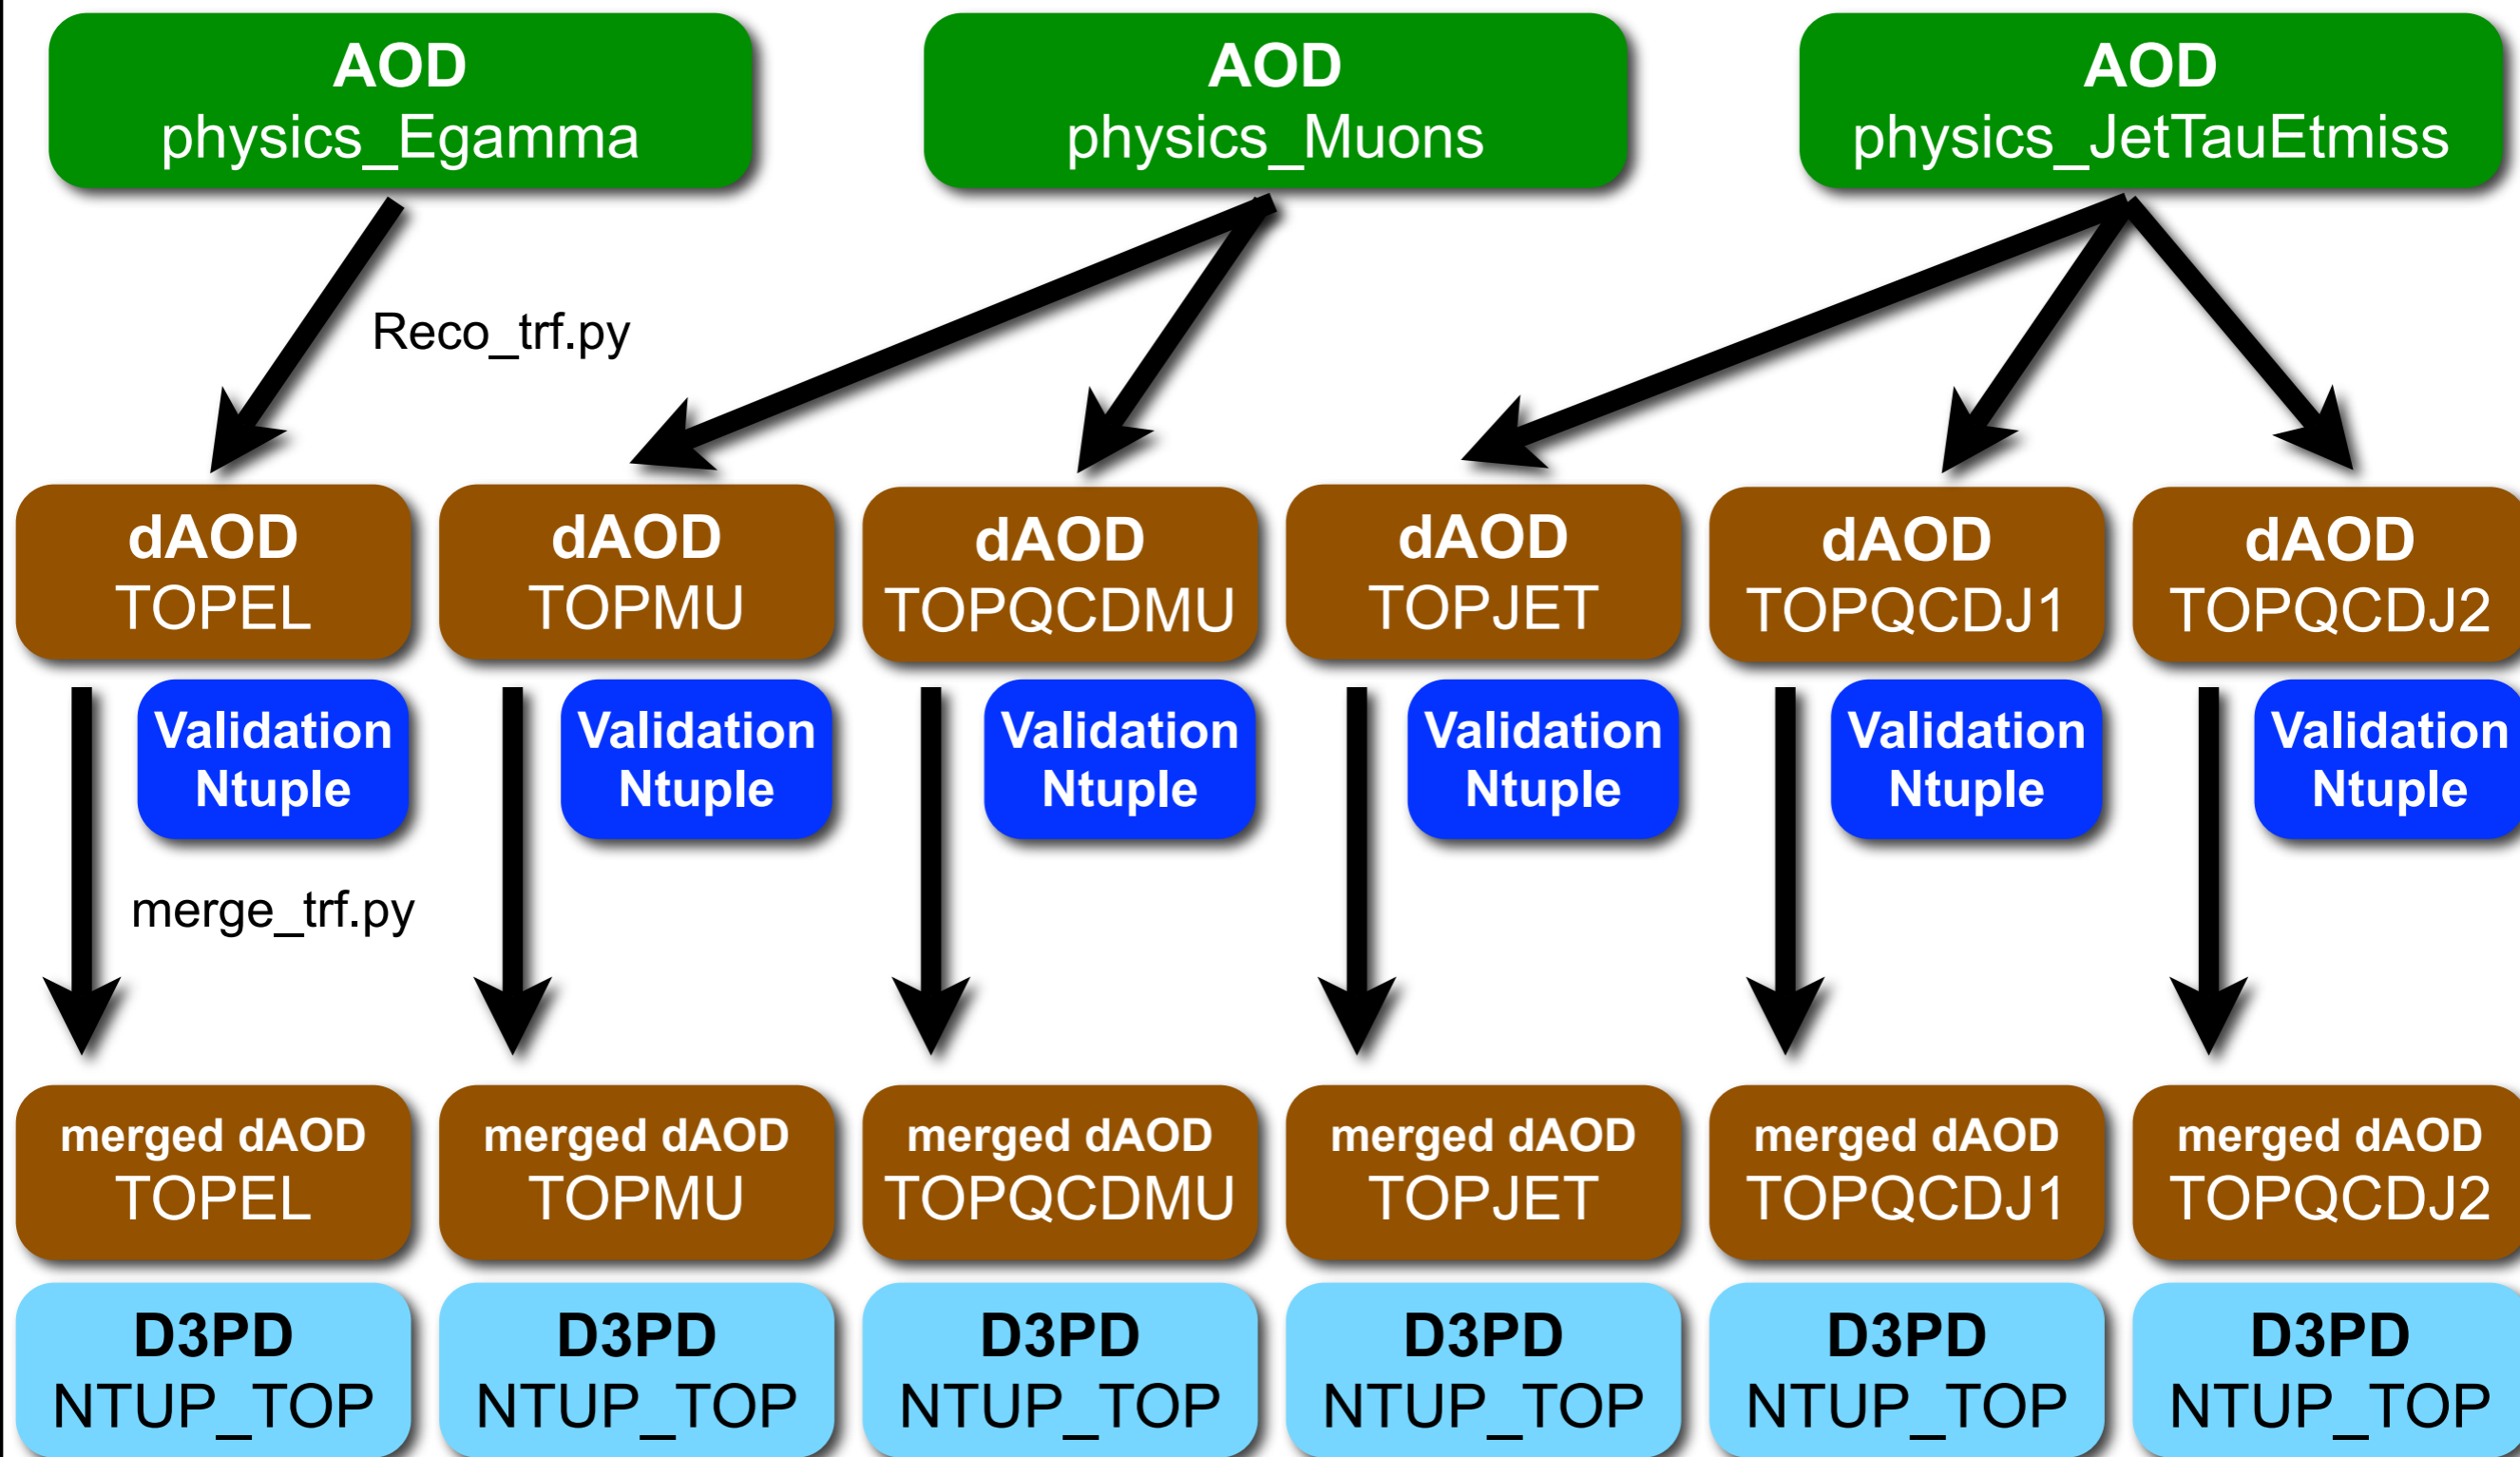 AOD
physics_Egamma
AOD
physics_Muons
AOD
physics_JetTauEtmiss
Reco_trf.py
dAOD
TOPEL
dAOD
TOPMU
dAOD
TOPQCDMU
dAOD
TOPJET
dAOD
TOPQCDJ1
dAOD
TOPQCDJ2
Validation
Ntuple
Validation
Ntuple
Validation
Ntuple
Validation
Ntuple
Validation
Ntuple
Validation
Ntuple
merge_trf.py
merged dAOD
TOPEL
merged dAOD
TOPMU
merged dAOD
TOPQCDMU
merged dAOD
TOPJET
merged dAOD
TOPQCDJ1
merged dAOD
TOPQCDJ2
D3PD
NTUP_TOP
D3PD
NTUP_TOP
D3PD
NTUP_TOP
D3PD
NTUP_TOP
D3PD
NTUP_TOP
D3PD
NTUP_TOP